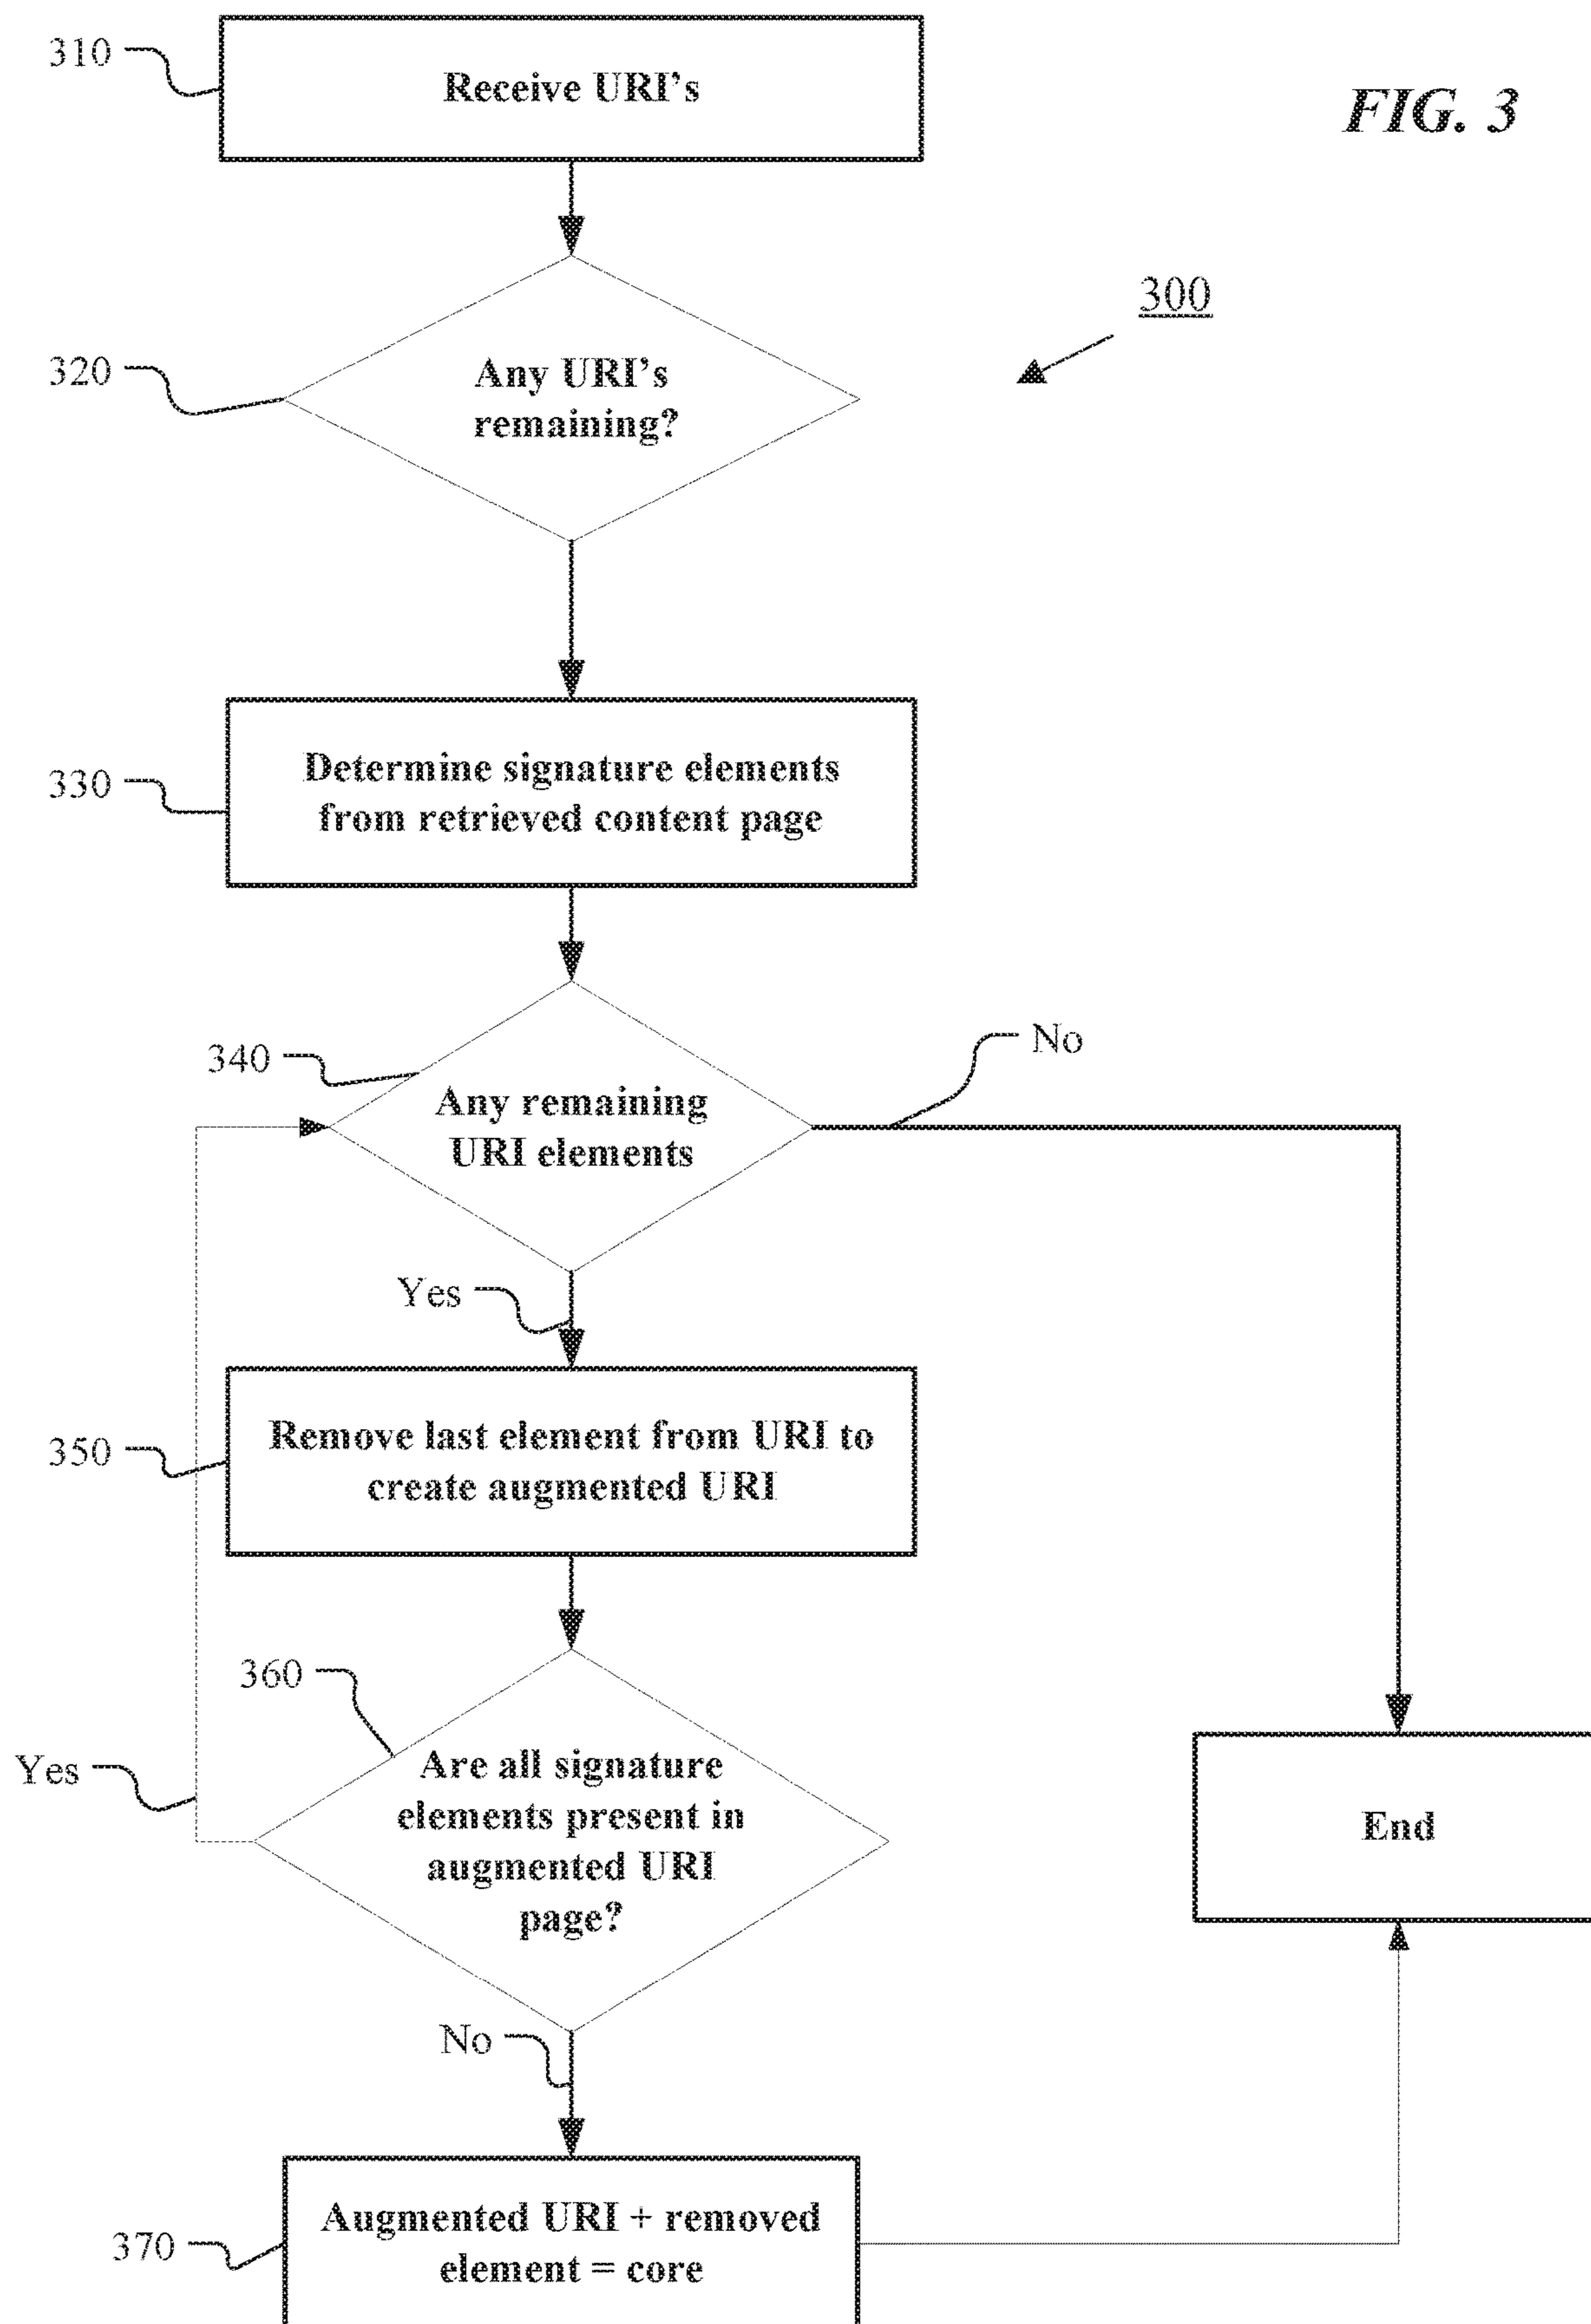 310
Receive URI's
FIG. 3
300
320
Any URI's
remaining?
330
Determine signature elements
from retrieved content page
340
No
Any remaining
URI elements
Yes
350
Remove last element from URI to
create augmented URI
360
Yes
Are all signature
elements present in
augmented URI
page?
End
No
370
Augmented URI + removed
element = core